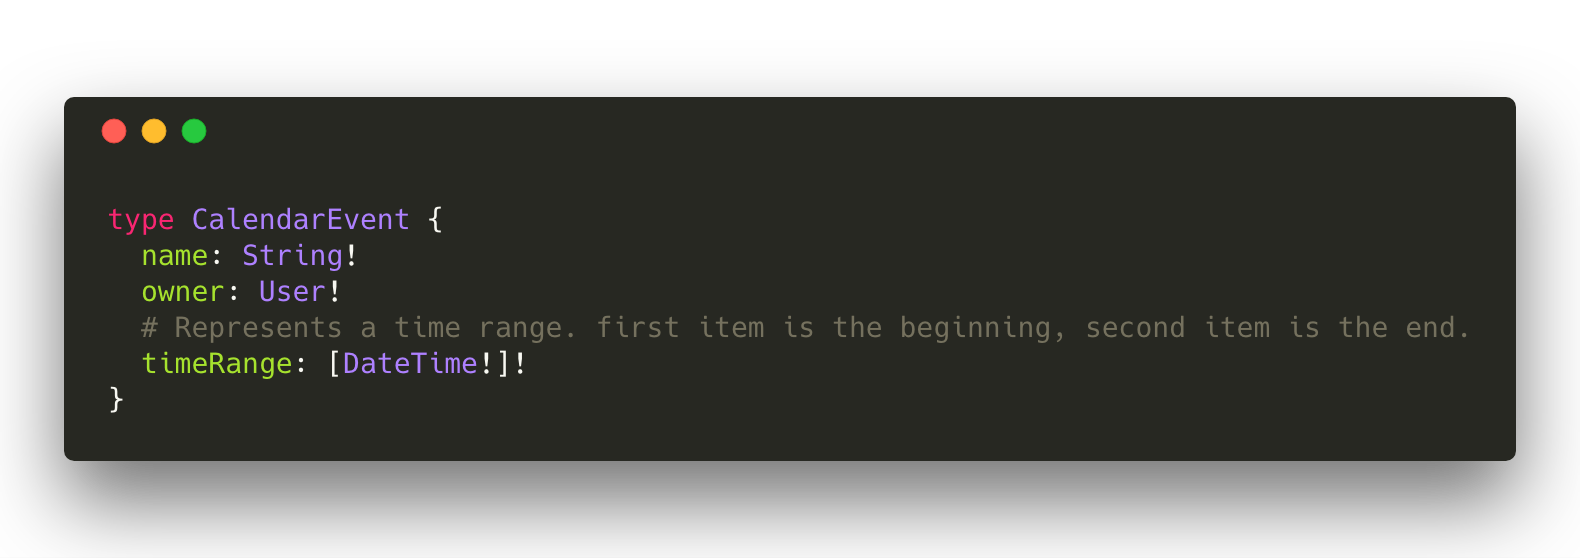 type CalendarEvent {
  name: String!
  owner: User!
  # Represents a time range. first item is the beginning, second item is the end.
  timeRange: [DateTime!]!
}